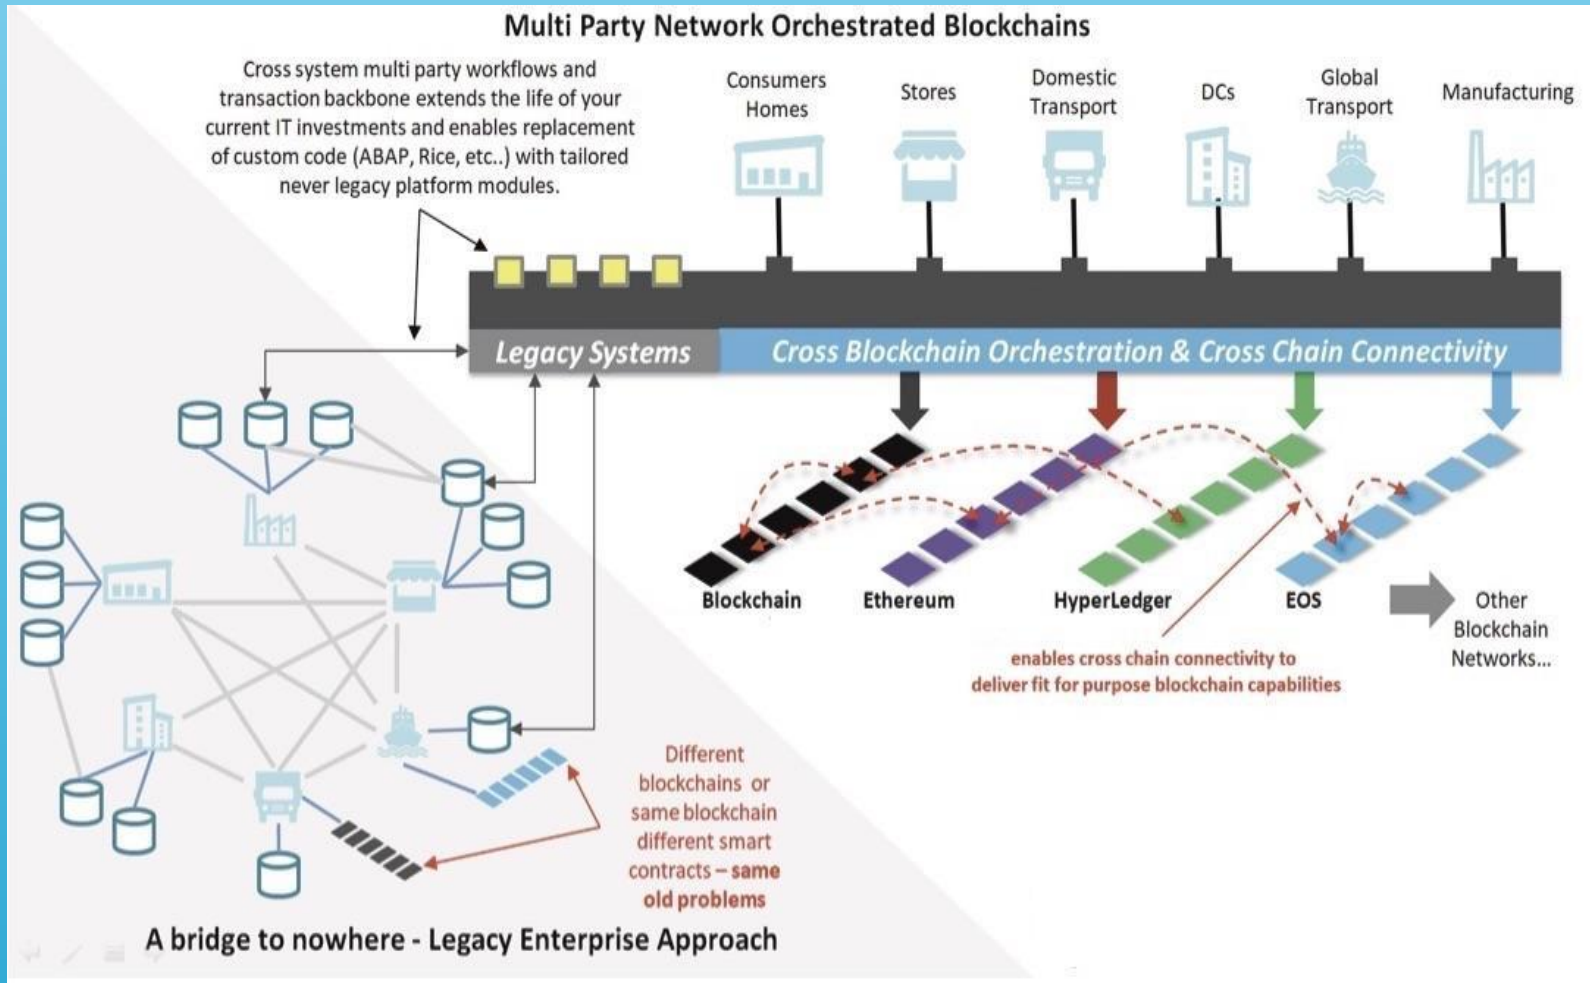 Multi Party Network Orchestrated Blockchains
Cross system multi party workflows and
transaction backbone extends the life of your
current IT investments and enables replacement
of custom code (ABAP, Rice, etc..) with tailored
never legacy platform modules.
Consumers
Homes
Stores
Domestic
Transport
DCs
Global
Transport
Manufacturing
Legacy Systems
Cross Blockchain Orchestration & Cross Chain Connectivity
Blockchain
Ethereum
HyperLedger
EOS
Other
Blockchain
Networks...
enables cross chain connectivity to
deliver fit for purpose blockchain capabilities
Different
blockchains or
same blockchain
different smart
contracts – same
old problems
A bridge to nowhere - Legacy Enterprise Approach